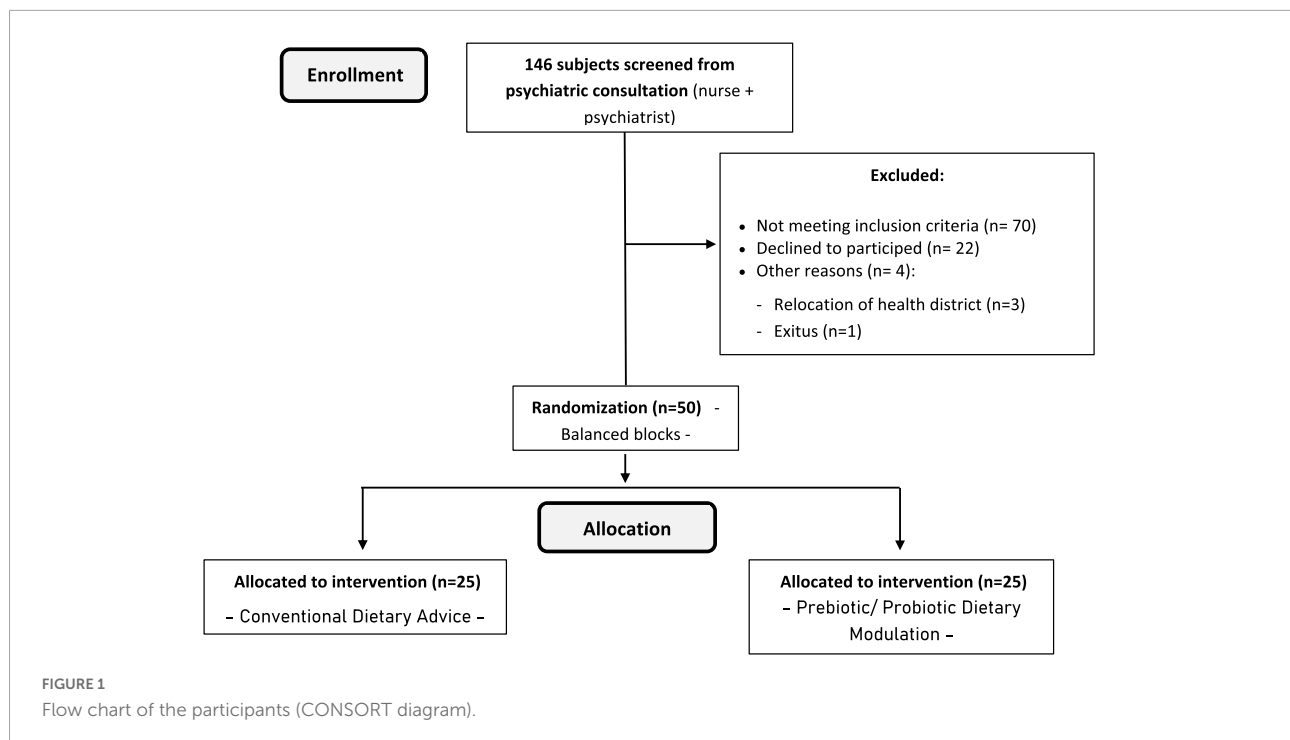 Enrollment
146 subjects screened from
psychiatric consultation (nurse +
psychiatrist)
Excluded:
• Not meeting inclusion criteria (n= 70)
• Declined to participed (n= 22)
• Other reasons (n= 4):
- Relocation of health district (n=3)
- Exitus (n=1)
Randomization (n=50) -
Balanced blocks -
Allocation
Allocated to intervention (n=25)
– Conventional Dietary Advice –
Allocated to intervention (n=25)
– Prebiotic/ Probiotic Dietary
Modulation –
FIGURE 1
Flow chart of the participants (CONSORT diagram).